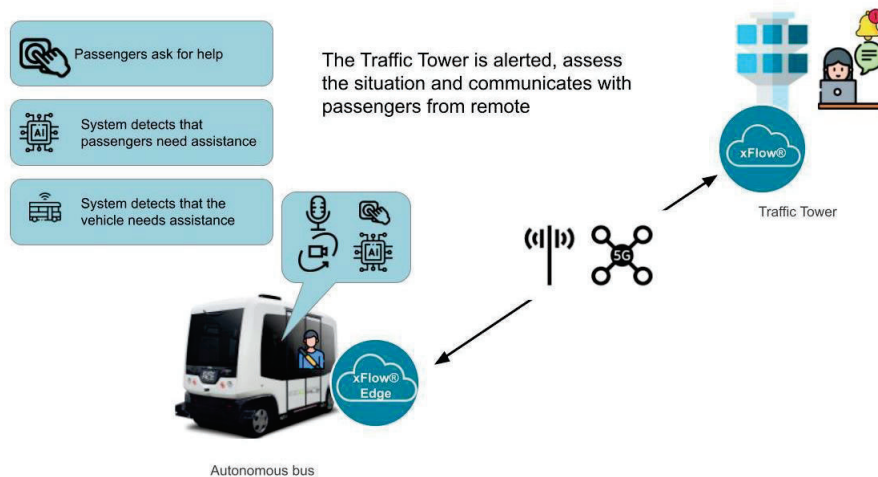 Passengers ask for help
The Traffic Tower is alerted, assess
the situation and communicates with
passengers from remote
AI
System detects that
passengers need assistance
xFlow®
System detects that the
vehicle needs assistance
Traffic Tower
AI
5G
xFlow®
Edge
Autonomous bus